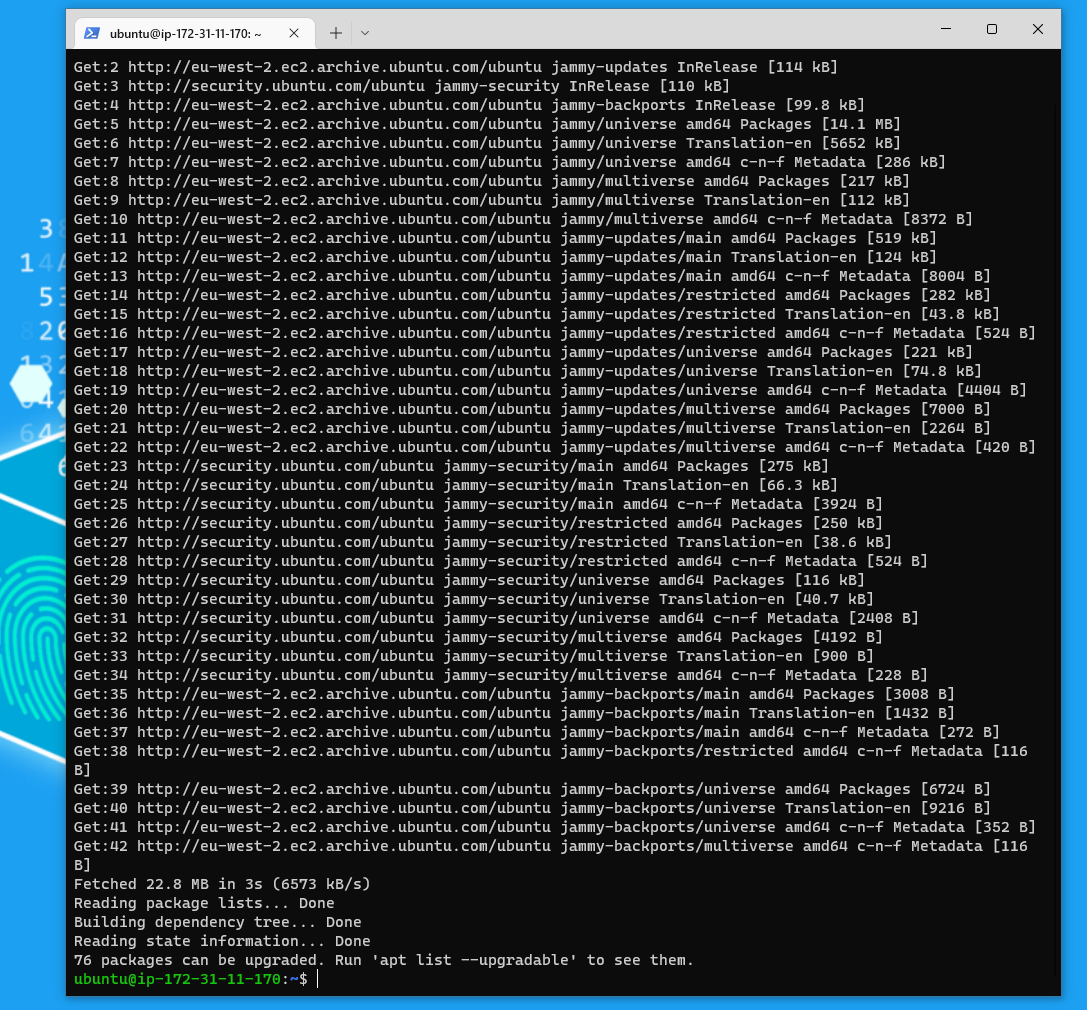 ubuntu@ip-172-31-11-170: ~
Get:2 http://eu-west-2.ec2.archive.ubuntu.com/ubuntu jammy-updates InRelease [114 kB]
Get:3 http://security.ubuntu.com/ubuntu jammy-security InRelease [110 kB]
Get:4 http://eu-west-2.ec2.archive.ubuntu.com/ubuntu jammy-backports InRelease [99.8 kB]
Get:5 http://eu-west-2.ec2.archive.ubuntu.com/ubuntu jammy/universe amd64 Packages [14.1 MB]
Get:6 http://eu-west-2.ec2.archive.ubuntu.com/ubuntu jammy/universe Translation-en [5652 kB]
Get:7 http://eu-west-2.ec2.archive.ubuntu.com/ubuntu jammy/universe amd64 c-n-f Metadata [286 kB]
Get:8 http://eu-west-2.ec2.archive.ubuntu.com/ubuntu jammy/multiverse amd64 Packages [217 kB]
Get:9 http://eu-west-2.ec2.archive.ubuntu.com/ubuntu jammy/multiverse Translation-en [112 kB]
Get:10 http://eu-west-2.ec2.archive.ubuntu.com/ubuntu jammy/multiverse amd64 c-n-f Metadata [8372 B]
Get:11 http://eu-west-2.ec2.archive.ubuntu.com/ubuntu jammy-updates/main amd64 Packages [519 kB]
Get:12 http://eu-west-2.ec2.archive.ubuntu.com/ubuntu jammy-updates/main Translation-en [124 kB]
Get:13 http://eu-west-2.ec2.archive.ubuntu.com/ubuntu jammy-updates/main amd64 c-n-f Metadata [8004 B]
Get:14 http://eu-west-2.ec2.archive.ubuntu.com/ubuntu jammy-updates/restricted amd64 Packages [282 kB]
Get:15 http://eu-west-2.ec2.archive.ubuntu.com/ubuntu jammy-updates/restricted Translation-en [43.8 kB]
Get:16 http://eu-west-2.ec2.archive.ubuntu.com/ubuntu jammy-updates/restricted amd64 c-n-f Metadata [524 B]
Get:17 http://eu-west-2.ec2.archive.ubuntu.com/ubuntu jammy-updates/universe amd64 Packages [221 kB]
Get:18 http://eu-west-2.ec2.archive.ubuntu.com/ubuntu jammy-updates/universe Translation-en [74.8 kB]
Get:19 http://eu-west-2.ec2.archive.ubuntu.com/ubuntu jammy-updates/universe amd64 c-n-f Metadata [4404 B]
Get:20 http://eu-west-2.ec2.archive.ubuntu.com/ubuntu jammy-updates/multiverse amd64 Packages [7000 B]
Get:21 http://eu-west-2.ec2.archive.ubuntu.com/ubuntu jammy-updates/multiverse Translation-en [2264 B]
Get:22 http://eu-west-2.ec2.archive.ubuntu.com/ubuntu jammy-updates/multiverse amd64 c-n-f Metadata [420 B]
Get:23 http://security.ubuntu.com/ubuntu jammy-security/main amd64 Packages [275 kB]
Get:24 http://security.ubuntu.com/ubuntu jammy-security/main Translation-en [66.3 kB]
Get:25 http://security.ubuntu.com/ubuntu jammy-security/main amd64 c-n-f Metadata [3924 B]
Get:26 http://security.ubuntu.com/ubuntu jammy-security/restricted amd64 Packages [250 kB]
Get:27 http://security.ubuntu.com/ubuntu jammy-security/restricted Translation-en [38.6 kB]
Get:28 http://security.ubuntu.com/ubuntu jammy-security/restricted amd64 c-n-f Metadata [524 B]
Get:29 http://security.ubuntu.com/ubuntu jammy-security/universe amd64 Packages [116 kB]
Get:30 http://security.ubuntu.com/ubuntu jammy-security/universe Translation-en [40.7 kB]
Get:31 http://security.ubuntu.com/ubuntu jammy-security/universe amd64 c-n-f Metadata [2408 B]
Get:32 http://security.ubuntu.com/ubuntu jammy-security/multiverse amd64 Packages [4192 B]
Get:33 http://security.ubuntu.com/ubuntu jammy-security/multiverse Translation-en [900 B]
Get:34 http://security.ubuntu.com/ubuntu jammy-security/multiverse amd64 c-n-f Metadata [228 B]
Get:35 http://eu-west-2.ec2.archive.ubuntu.com/ubuntu jammy-backports/main amd64 Packages [3008 B]
Get:36 http://eu-west-2.ec2.archive.ubuntu.com/ubuntu jammy-backports/main Translation-en [1432 B]
Get:37 http://eu-west-2.ec2.archive.ubuntu.com/ubuntu jammy-backports/main amd64 c-n-f Metadata [272 B]
Get:38 http://eu-west-2.ec2.archive.ubuntu.com/ubuntu jammy-backports/restricted amd64 c-n-f Metadata [116
B]
Get:39 http://eu-west-2.ec2.archive.ubuntu.com/ubuntu jammy-backports/universe amd64 Packages [6724 B]
Get:40 http://eu-west-2.ec2.archive.ubuntu.com/ubuntu jammy-backports/universe Translation-en [9216 B]
Get:41 http://eu-west-2.ec2.archive.ubuntu.com/ubuntu jammy-backports/universe amd64 c-n-f Metadata [352 B]
Get:42 http://eu-west-2.ec2.archive.ubuntu.com/ubuntu jammy-backports/multiverse amd64 c-n-f Metadata [116
B]
Fetched 22.8 MB in 3s (6573 kB/s)
Reading package lists... Done
Building dependency tree... Done
Reading state information... Done
76 packages can be upgraded. Run 'apt list --upgradable' to see them.
ubuntu@ip-172-31-11-170:~$